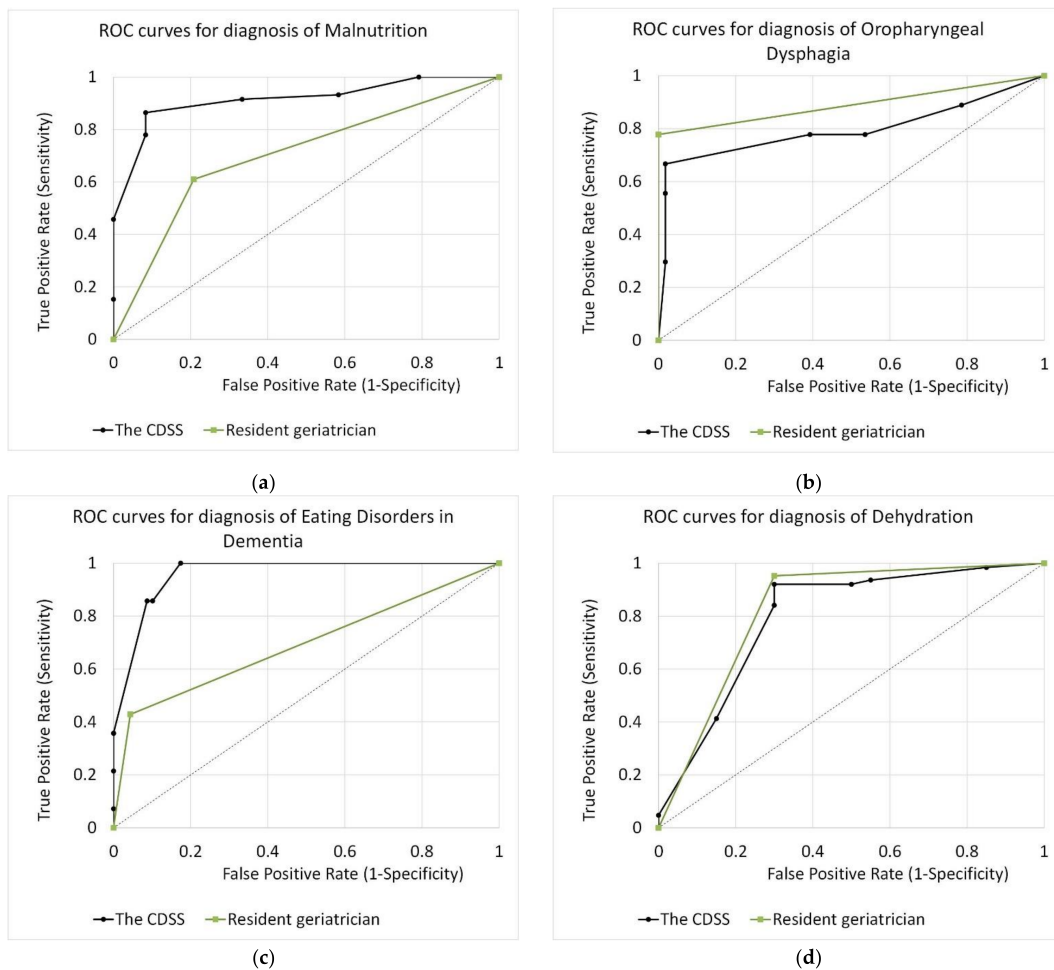 ROC curves for diagnosis of Malnutrition
True Positive Rate (Sensitivity)
1
0.8
0.6
0.4
0.2
0
0 0.2 0.4 0.6 0.8 1
False Positive Rate (1-Specificity)
The CDSS Resident geriatrician
(a)
ROC curves for diagnosis of Oropharyngeal
Dysphagia
True Positive Rate (Sensitivity)
1
0.8
0.6
0.4
0.2
0
0 0.2 0.4 0.6 0.8 1
False Positive Rate (1-Specificity)
The CDSS Resident geriatrician
(b)
ROC curves for diagnosis of Eating Disorders in
Dementia
True Positive Rate (Sensitivity)
1
0.8
0.6
0.4
0.2
0
0 0.2 0.4 0.6 0.8 1
False Positive Rate (1-Specificity)
The CDSS Resident geriatrician
(c)
ROC curves for diagnosis of Dehydration
True Positive Rate (Sensitivity)
1
0.8
0.6
0.4
0.2
0
0 0.2 0.4 0.6 0.8 1
False Positive Rate (1-Specificity)
The CDSS Resident geriatrician
(d)